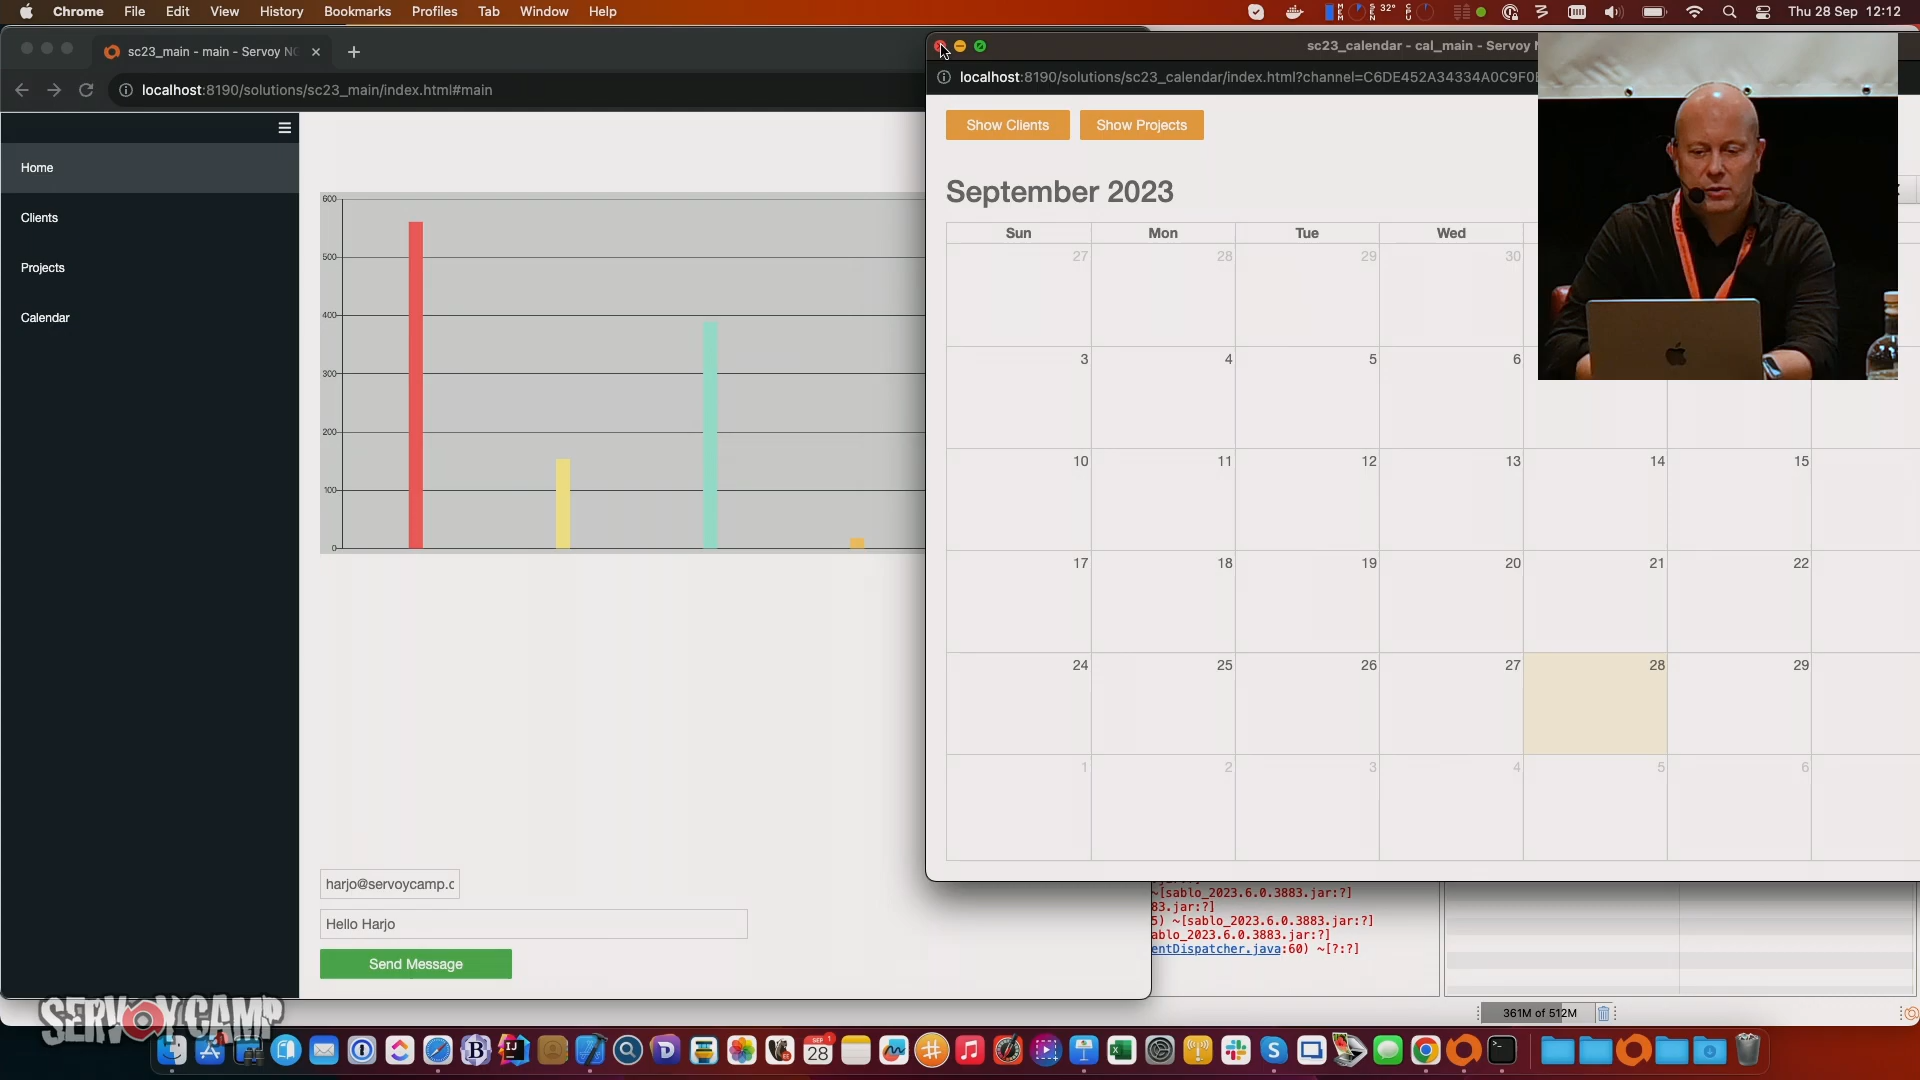 Chrome File Edit View History Bookmarks Profiles Tab Window Help
32°
Thu 28 Sep 12:12
sc23_main - main - Servoy NG
localhost:8190/solutions/sc23_main/index.html#main
Home
Clients
Projects
Calendar
600
500
400
300
200
100
0
harjo@servoycamp.c
Hello Harjo
Send Message
sc23_calendar - cal_main - Servoy N
localhost:8190/solutions/sc23_calendar/index.html?channel=C6DE452A34334A0C9F0
Show Clients Show Projects
September 2023
Sun Mon Tue Wed
27 28 29 30
3 4 5 6
10 11 12 13 14 15
17 18 19 20 21 22
24 25 26 27 28 29
1 2 3 4 5 6
~[sablo_2023.6.0.3883.jar:?]
83.jar:?]
5) ~[sablo_2023.6.0.3883.jar:?]
ablo_2023.6.0.3883.jar:?]
entDispatcher.java:60) ~[?:?]
361M of 512M
SERVOY CAMP
SEP
28